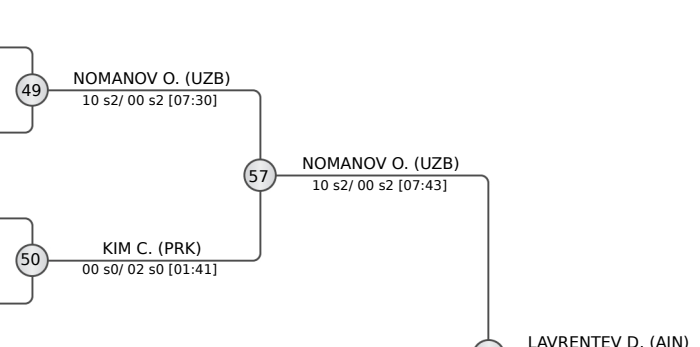 NOMANOV O. (UZB)
49
10 s2/ 00 s2 [07:30]
NOMANOV O. (UZB)
57
10 s2/ 00 s2 [07:43]
KIM C. (PRK)
50
00 s0/ 02 s0 [01:41]
LAVRENTEV D. (AIN)